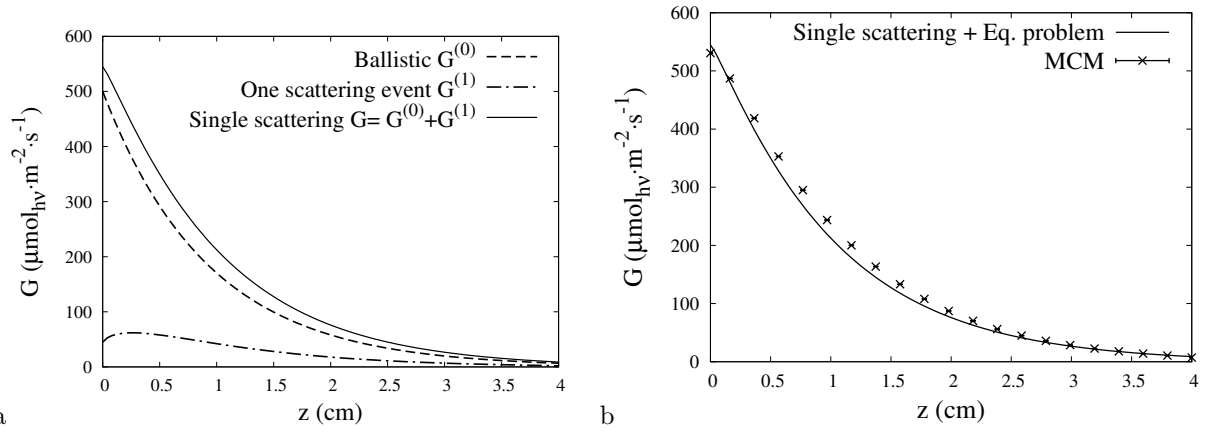 600
500
400
300
200
100
0
G (μmol_hν·m^-2·s^-1)
Ballistic G^(0)
One scattering event G^(1)
Single scattering G= G^(0)+G^(1)
0 0.5 1 1.5 2 2.5 3 3.5 4
z (cm)
a
600
500
400
300
200
100
0
G (μmol_hν·m^-2·s^-1)
Single scattering + Eq. problem
MCM
0 0.5 1 1.5 2 2.5 3 3.5 4
z (cm)
b